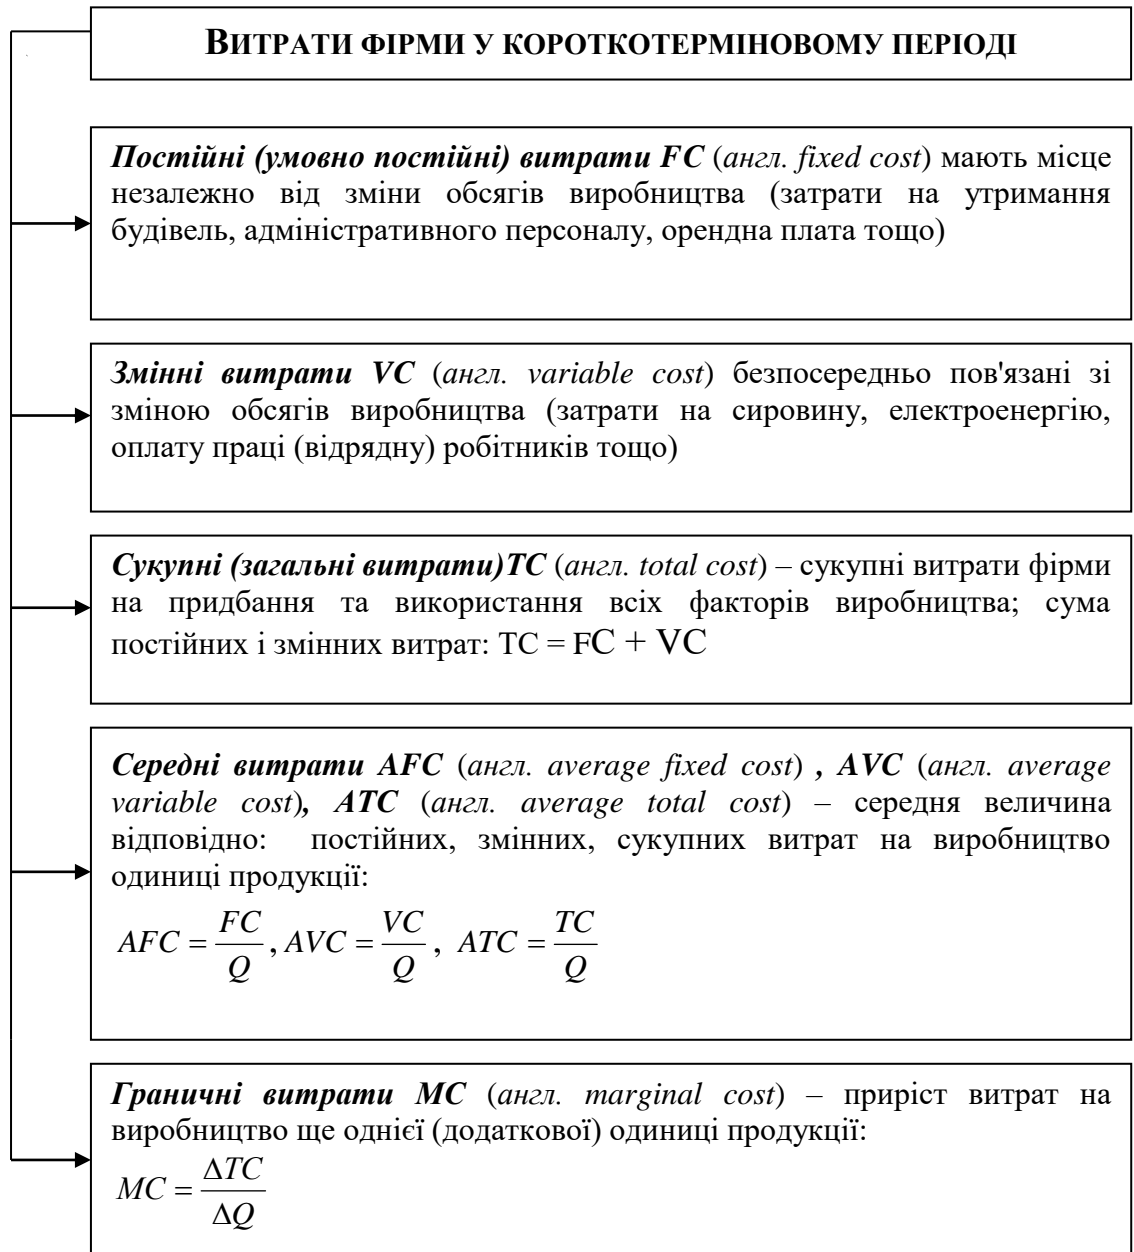 ВИТРАТИ ФІРМИ У КОРОТКОТЕРМІНОВОМУ ПЕРІОДІ
Постійні (умовно постійні) витрати FC (англ. fixed cost) мають місце
незалежно від зміни обсягів виробництва (затрати на утримання
будівель, адміністративного персоналу, орендна плата тощо)
Змінні витрати VC (англ. variable cost) безпосередньо пов'язані зі
зміною обсягів виробництва (затрати на сировину, електроенергію,
оплату праці (відрядну) робітників тощо)
Сукупні (загальні витрати)TC (англ. total cost) – сукупні витрати фірми
на придбання та використання всіх факторів виробництва; сума
постійних і змінних витрат: TC = FC + VC
Середні витрати AFC (англ. average fixed cost) , AVC (англ. average
variable cost), ATC (англ. average total cost) – середня величина
відповідно: постійних, змінних, сукупних витрат на виробництво
одиниці продукції:
AFC = FC/Q, AVC = VC/Q, ATC = TC/Q
Граничні витрати MC (англ. marginal cost) – приріст витрат на
виробництво ще однієї (додаткової) одиниці продукції:
MC = ΔTC/ΔQ